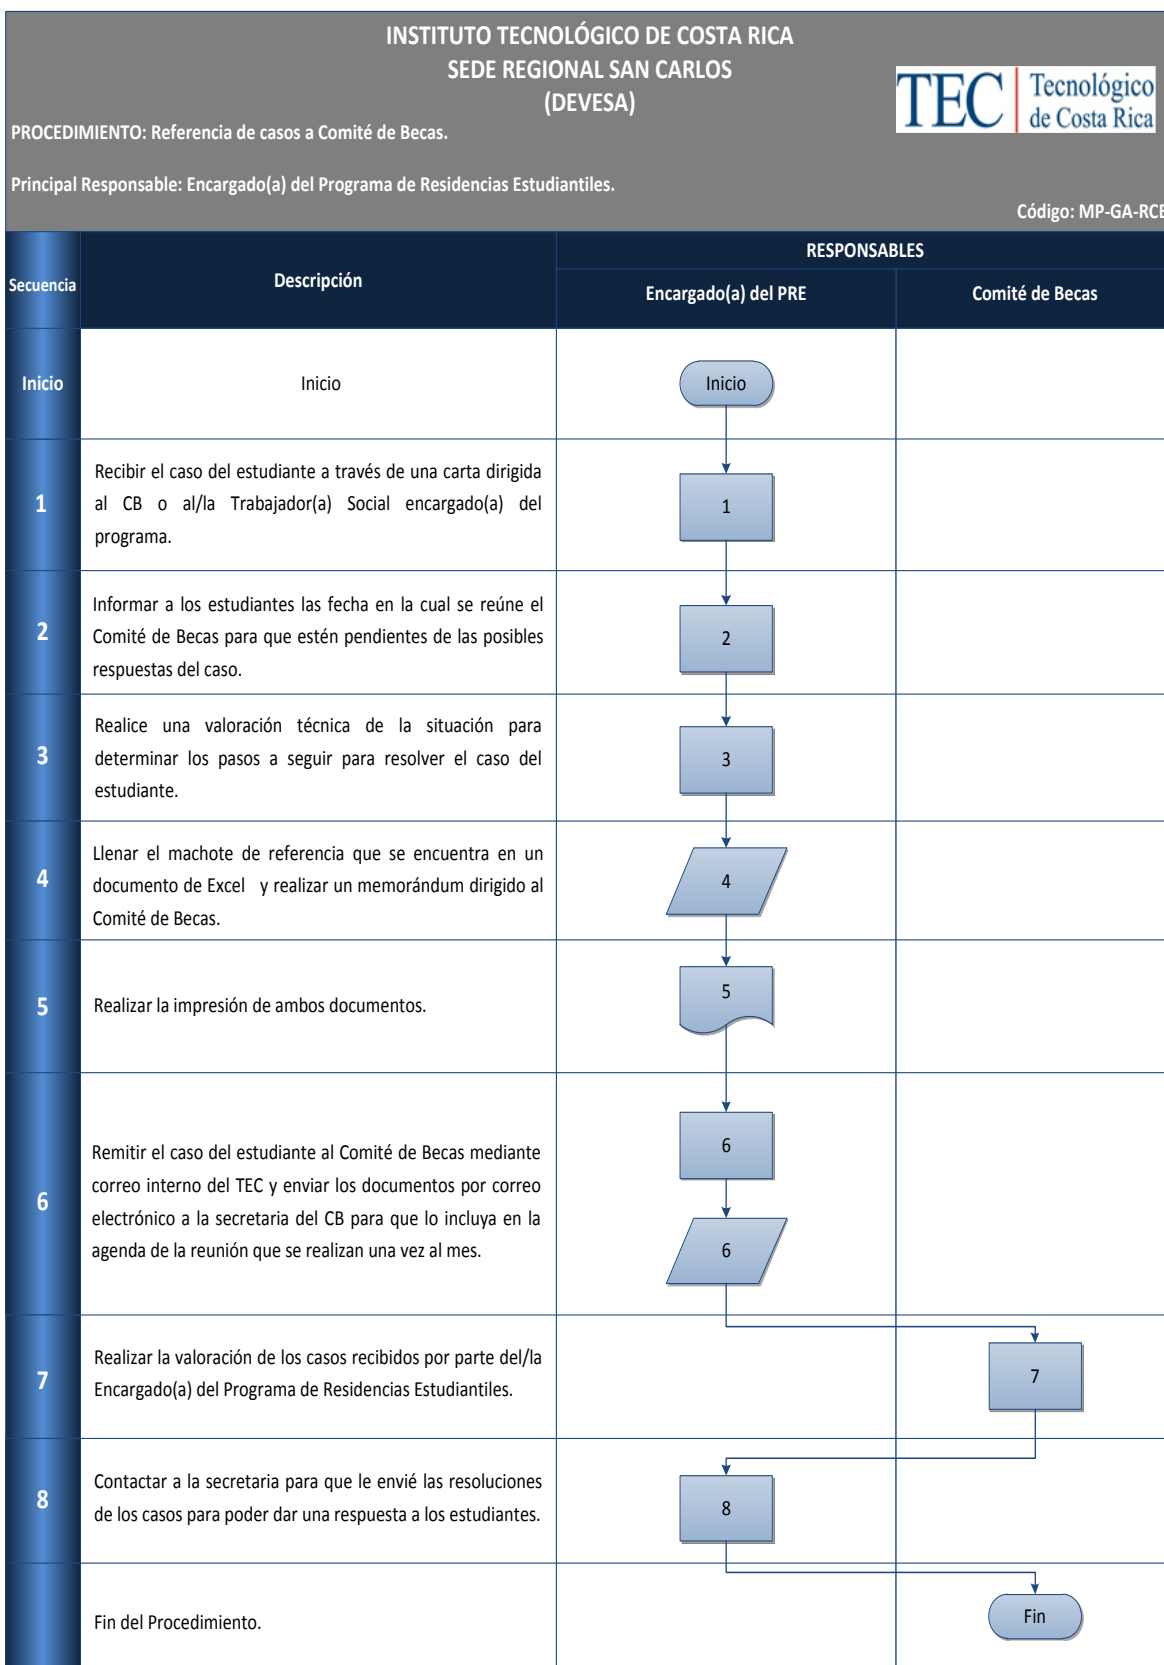 INSTITUTO TECNOLÓGICO DE COSTA RICA
SEDE REGIONAL SAN CARLOS
(DEVESA)
TEC
Tecnológico
de Costa Rica
PROCEDIMIENTO: Referencia de casos a Comité de Becas.
Principal Responsable: Encargado(a) del Programa de Residencias Estudiantiles.
Código: MP-GA-RCB
Secuencia
Descripción
RESPONSABLES
Encargado(a) del PRE
Comité de Becas
Inicio
Inicio
Inicio
1
Recibir el caso del estudiante a través de una carta dirigida
al CB o al/la Trabajador(a) Social encargado(a) del
programa.
1
2
Informar a los estudiantes las fecha en la cual se reúne el
Comité de Becas para que estén pendientes de las posibles
respuestas del caso.
2
3
Realice una valoración técnica de la situación para
determinar los pasos a seguir para resolver el caso del
estudiante.
3
4
Llenar el machote de referencia que se encuentra en un
documento de Excel y realizar un memorándum dirigido al
Comité de Becas.
4
5
Realizar la impresión de ambos documentos.
5
6
Remitir el caso del estudiante al Comité de Becas mediante
correo interno del TEC y enviar los documentos por correo
electrónico a la secretaria del CB para que lo incluya en la
agenda de la reunión que se realizan una vez al mes.
6
6
7
Realizar la valoración de los casos recibidos por parte del/la
Encargado(a) del Programa de Residencias Estudiantiles.
7
8
Contactar a la secretaria para que le envié las resoluciones
de los casos para poder dar una respuesta a los estudiantes.
8
Fin del Procedimiento.
Fin